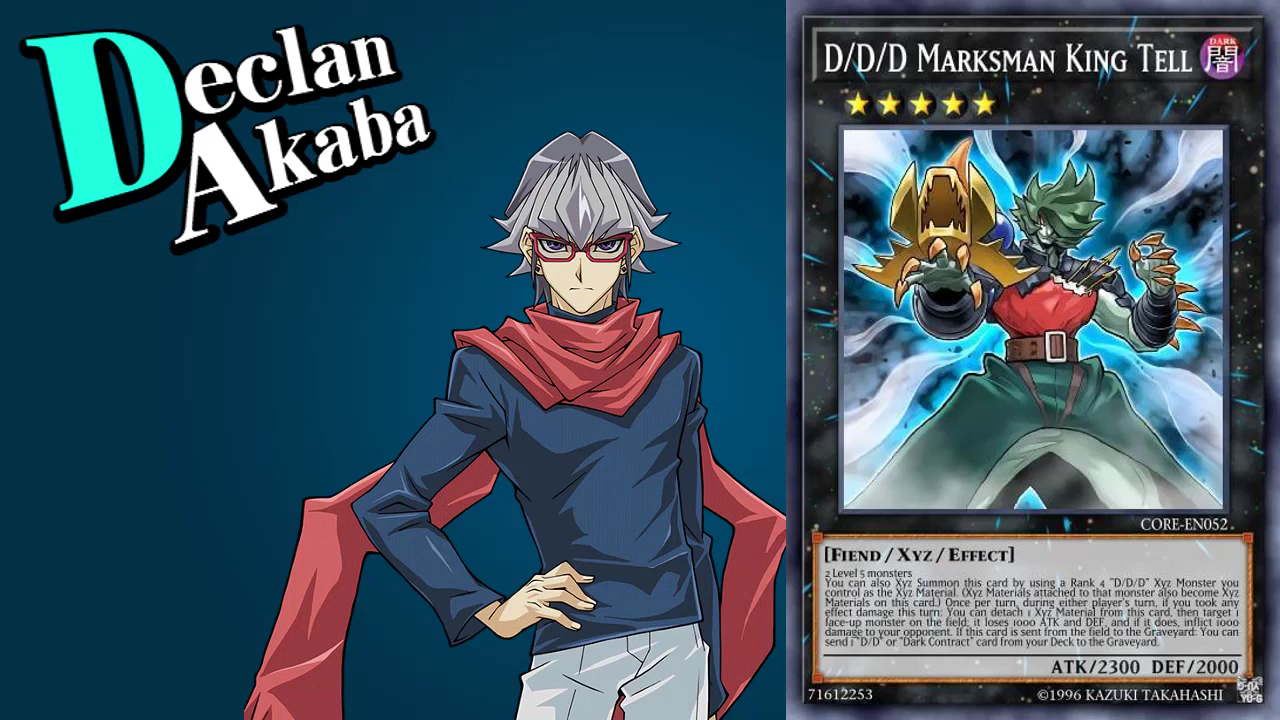 Declan
Akaba
D/D/D MARKSMAN KING TELL
DARK
闇
CORE-EN052
[FIEND / XYZ / EFFECT]
2 Level 5 monsters
You can also Xyz Summon this card by using a Rank 4 "D/D/D" Xyz Monster you
control as the Xyz Material. (Xyz Materials attached to that monster also become Xyz
Materials on this card.) Once per turn, during either player's turn, if you took any
effect damage this turn: You can detach 1 Xyz Material from this card, then target 1
face-up monster on the field; it loses 1000 ATK and DEF, and if it does, inflict 1000
damage to your opponent. If this card is sent from the field to the Graveyard: You can
send 1 "D/D" or "Dark Contract" card from your Deck to the Graveyard.
ATK/2300 DEF/2000
71612253
©1996 KAZUKI TAKAHASHI